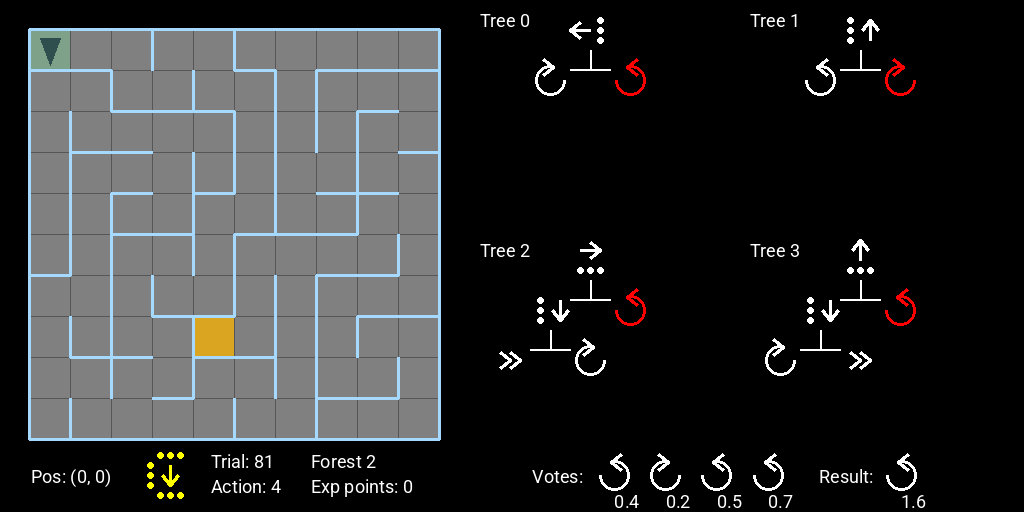 Tree 0
Tree 1
Tree 2
Tree 3
Pos: (0, 0)
Trial: 81
Forest 2
Action: 4
Exp points: 0
Votes:
0.4
0.2
0.5
0.7
Result:
1.6